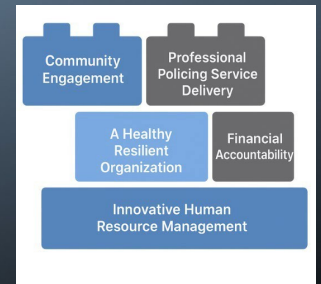 Community
Engagement
Professional
Policing Service
Delivery
A Healthy
Resilient
Organization
Financial
Accountability
Innovative Human
Resource Management